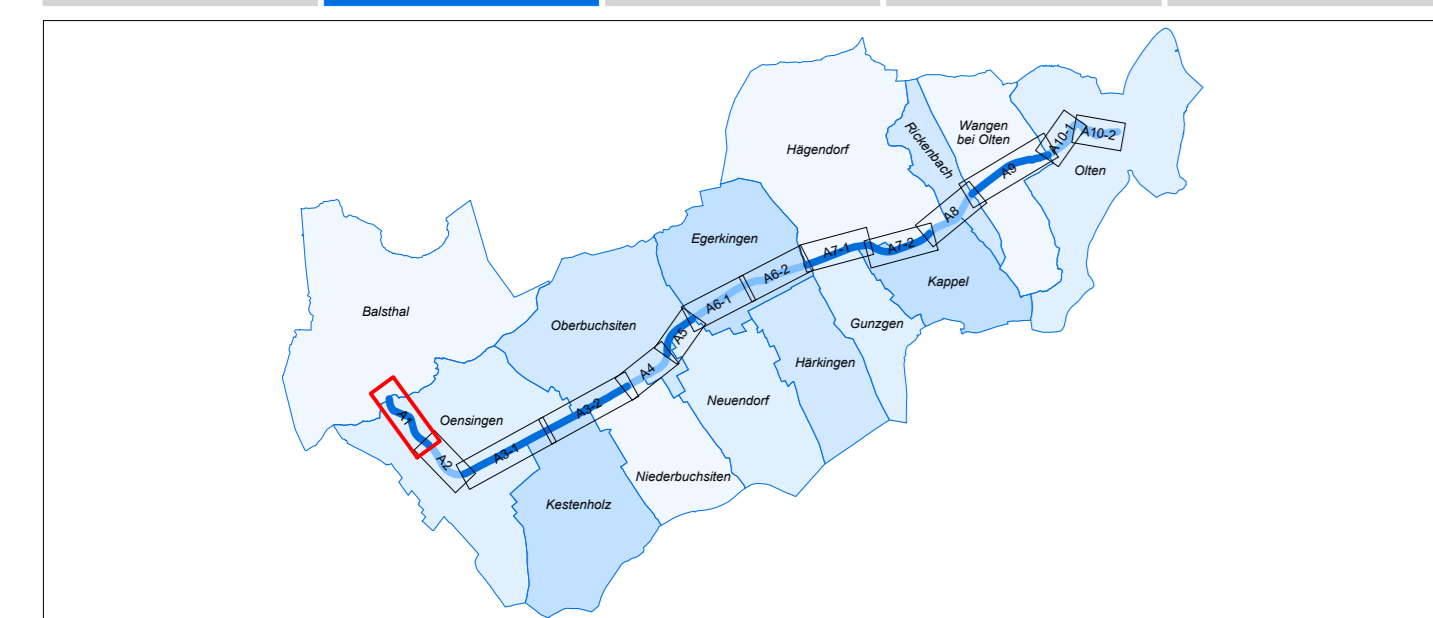 Wangen
bei Olten
Rickenbach
A10-1
A10-2
Hägendorf
Olten
A9
A8
Egerkingen
A7-2
A7-1
A6-2
Kappel
A6-1
Balsthal
Oberbuchsiten
Gunzgen
A5
Härkingen
A4
Neuendorf
A3-2
Oensingen
A1
A3-1
A2
Niederbuchsiten
Kestenholz